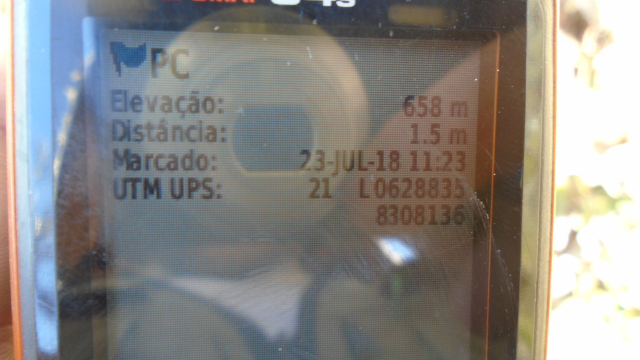 PC
Elevação: 658 m
Distância: 1.5 m
Marcado: 23-JUL-18 11:23
UTM UPS: 21 L 0628835
8308136